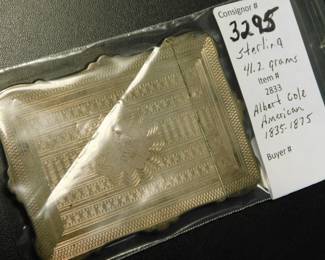 Consignor #
3295
sterling
41.2 grams
Item #
2833
Albert Cole
American
1835-1875
Buyer #